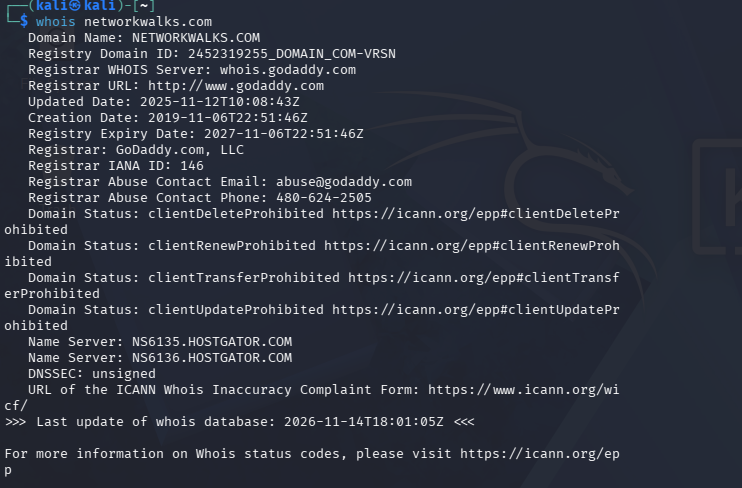 ┌──(kali㉿kali)-[~]
└─$ whois networkwalks.com
Domain Name: NETWORKWALKS.COM
Registry Domain ID: 2452319255_DOMAIN_COM-VRSN
Registrar WHOIS Server: whois.godaddy.com
Registrar URL: http://www.godaddy.com
Updated Date: 2025-11-12T10:08:43Z
Creation Date: 2019-11-06T22:51:46Z
Registry Expiry Date: 2027-11-06T22:51:46Z
Registrar: GoDaddy.com, LLC
Registrar IANA ID: 146
Registrar Abuse Contact Email: abuse@godaddy.com
Registrar Abuse Contact Phone: 480-624-2505
Domain Status: clientDeleteProhibited https://icann.org/epp#clientDeletePr
ohibited
Domain Status: clientRenewProhibited https://icann.org/epp#clientRenewProh
ibited
Domain Status: clientTransferProhibited https://icann.org/epp#clientTransf
erProhibited
Domain Status: clientUpdateProhibited https://icann.org/epp#clientUpdatePr
ohibited
Name Server: NS6135.HOSTGATOR.COM
Name Server: NS6136.HOSTGATOR.COM
DNSSEC: unsigned
URL of the ICANN Whois Inaccuracy Complaint Form: https://www.icann.org/wi
cf/
>>> Last update of whois database: 2026-11-14T18:01:05Z <<<

For more information on Whois status codes, please visit https://icann.org/ep
p